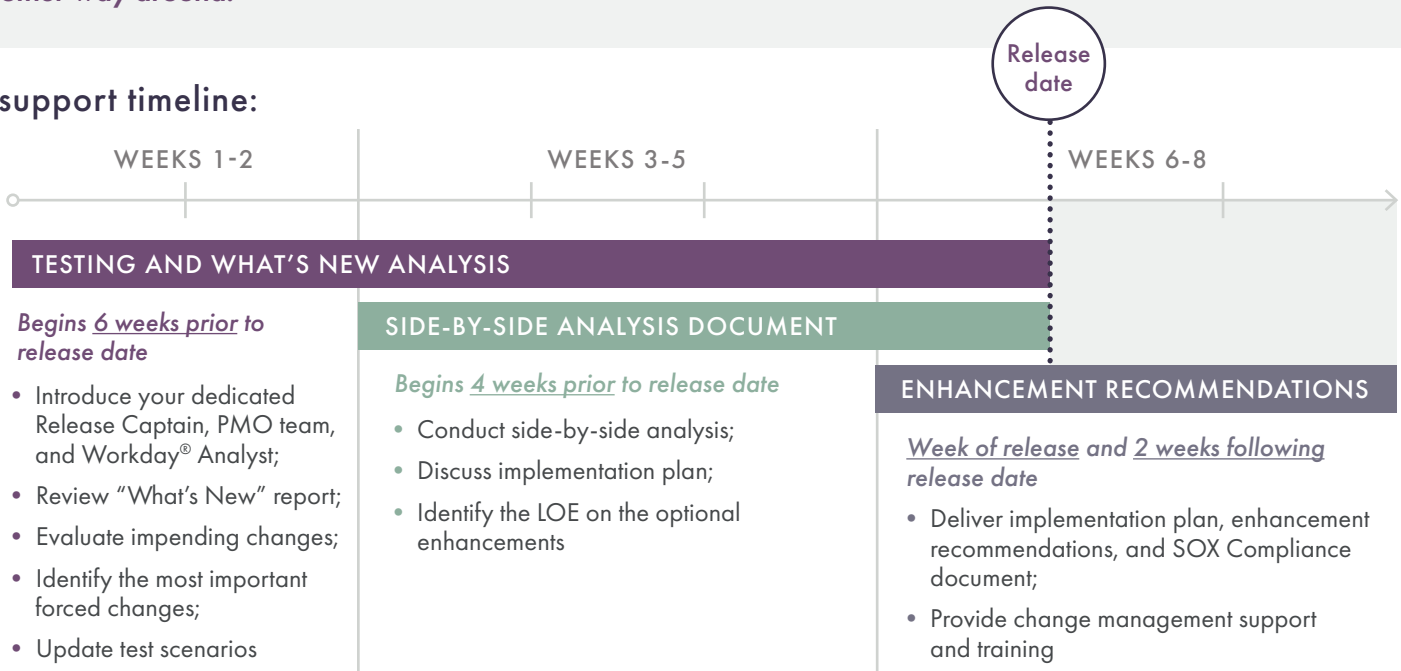 support timeline:
Release
date
WEEKS 1-2
WEEKS 3-5
WEEKS 6-8
TESTING AND WHAT'S NEW ANALYSIS
Begins 6 weeks prior to
release date
• Introduce your dedicated
Release Captain, PMO team,
and Workday® Analyst;
• Review “What's New” report;
• Evaluate impending changes;
• Identify the most important
forced changes;
• Update test scenarios
SIDE-BY-SIDE ANALYSIS DOCUMENT
Begins 4 weeks prior to release date
• Conduct side-by-side analysis;
• Discuss implementation plan;
• Identify the LOE on the optional
enhancements
ENHANCEMENT RECOMMENDATIONS
Week of release and 2 weeks following
release date
• Deliver implementation plan, enhancement
recommendations, and SOX Compliance
document;
• Provide change management support
and training